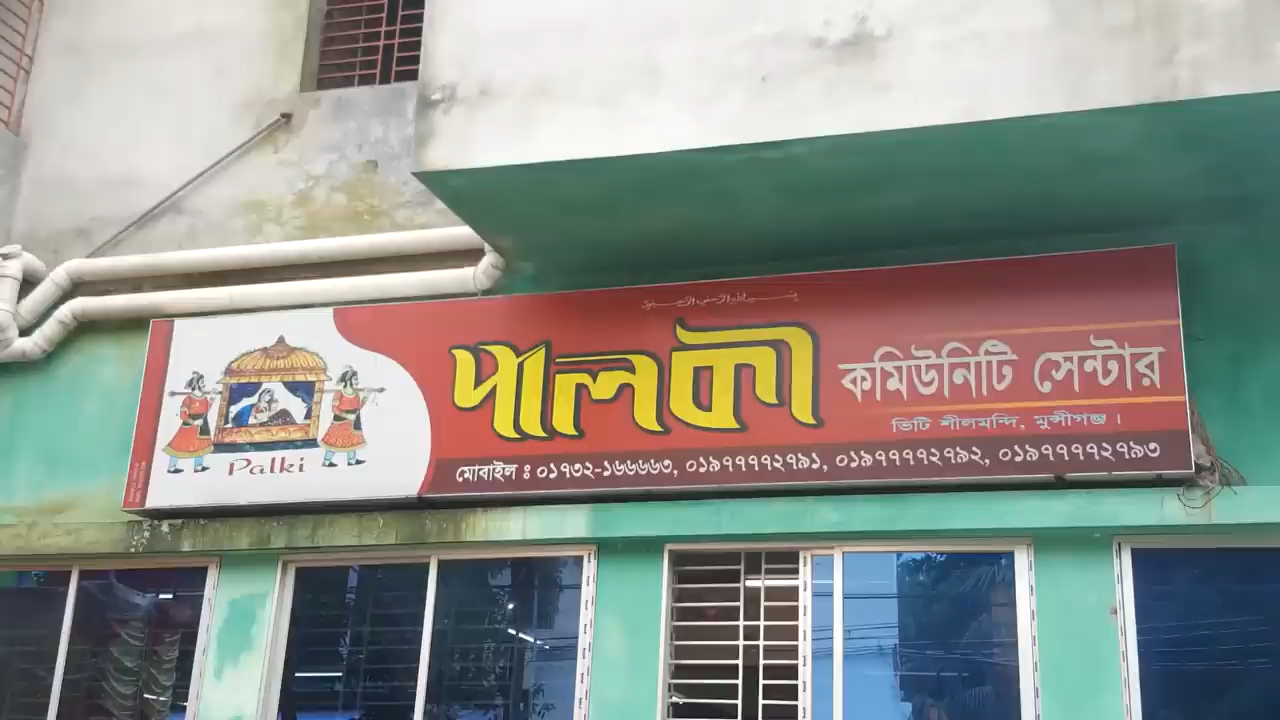 পালকী
কমিউনিটি সেন্টার
ভিটি শীলমন্দি, মুন্সীগঞ্জ ।
মোবাইল ঃ ০১৭৩২-১৬৬৬৬৩, ০১৯৭৭৭৭২৭৯১, ০১৯৭৭৭৭২৭৯২, ০১৯৭৭৭৭২৭৯৩
Palki